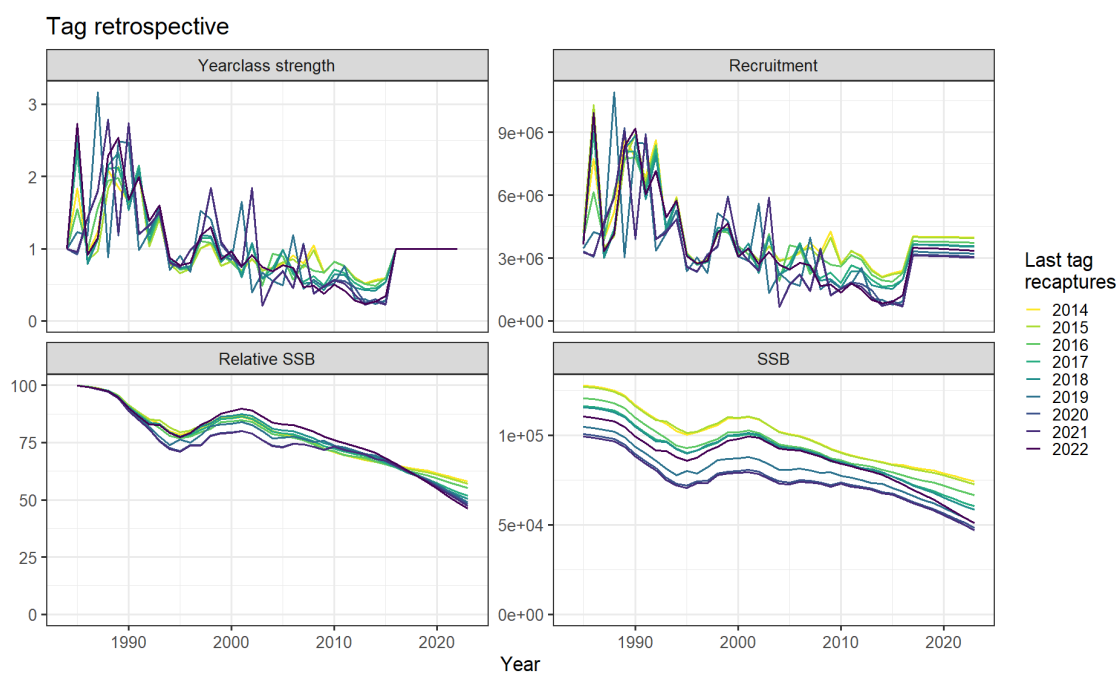 Tag retrospective
Yearclass strength
Recruitment
3
2
1
0
9e+06
6e+06
3e+06
0e+00
Relative SSB
SSB
100
75
50
25
0
1e+05
5e+04
0e+00
1990 2000 2010 2020
1990 2000 2010 2020
Year
Last tag
recaptures
2014
2015
2016
2017
2018
2019
2020
2021
2022